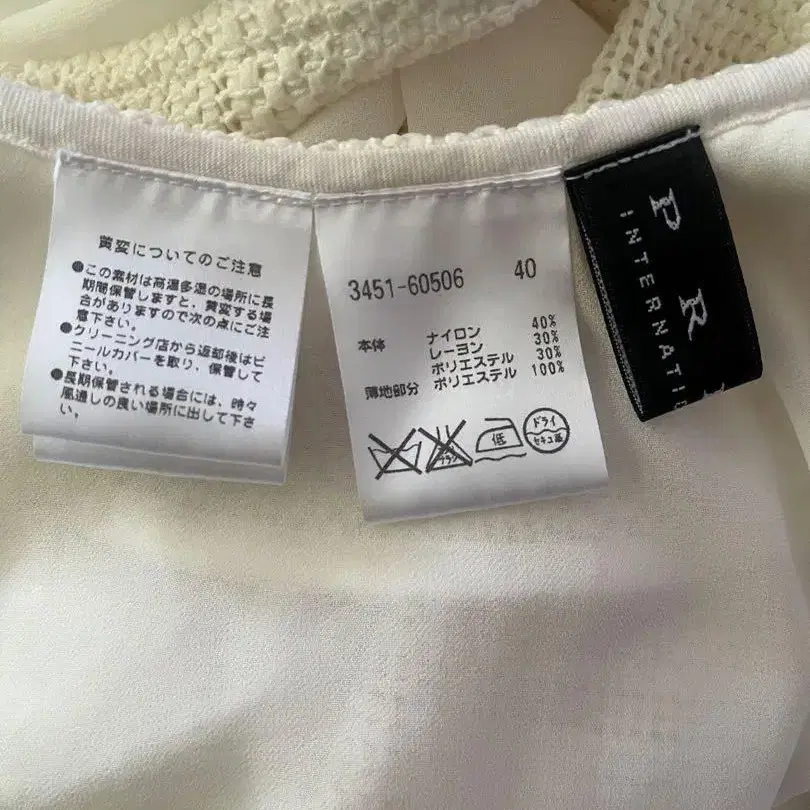 黄変についてのご注意
●この素材は高温多湿の場所に長
期間保管しますと、黄変する場
合がありますので次の点にご注
意下さい。
●クリーニング店から返却後はビ
ニールカバーを取り、保管して
下さい。
●長期保管される場合には、時々
風通しの良い場所に出して下さ
い。
3451-60506 40
本体 ナイロン 40%
レーヨン 30%
ポリエステル 30%
薄地部分 ポリエステル 100%
エンソ サラシ
低
ドライ
セキユ系
P R
INTERNATIO